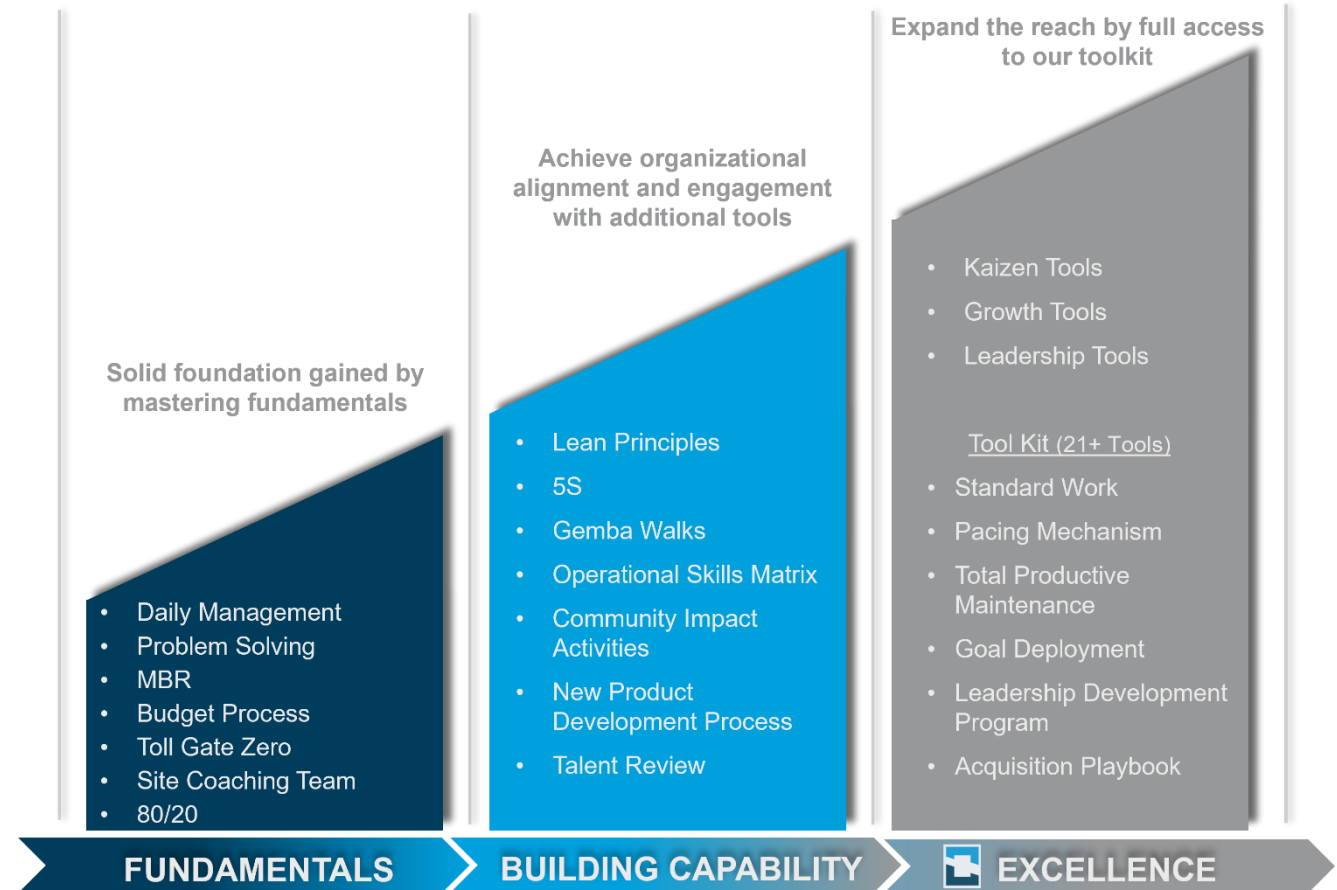 Solid foundation gained by
mastering fundamentals
• Daily Management
• Problem Solving
• MBR
• Budget Process
• Toll Gate Zero
• Site Coaching Team
• 80/20
FUNDAMENTALS
Achieve organizational
alignment and engagement
with additional tools
• Lean Principles
• 5S
• Gemba Walks
• Operational Skills Matrix
• Community Impact
Activities
• New Product
Development Process
• Talent Review
BUILDING CAPABILITY
Expand the reach by full access
to our toolkit
• Kaizen Tools
• Growth Tools
• Leadership Tools
Tool Kit (21+ Tools)
• Standard Work
• Pacing Mechanism
• Total Productive
Maintenance
• Goal Deployment
• Leadership Development
Program
• Acquisition Playbook
EXCELLENCE